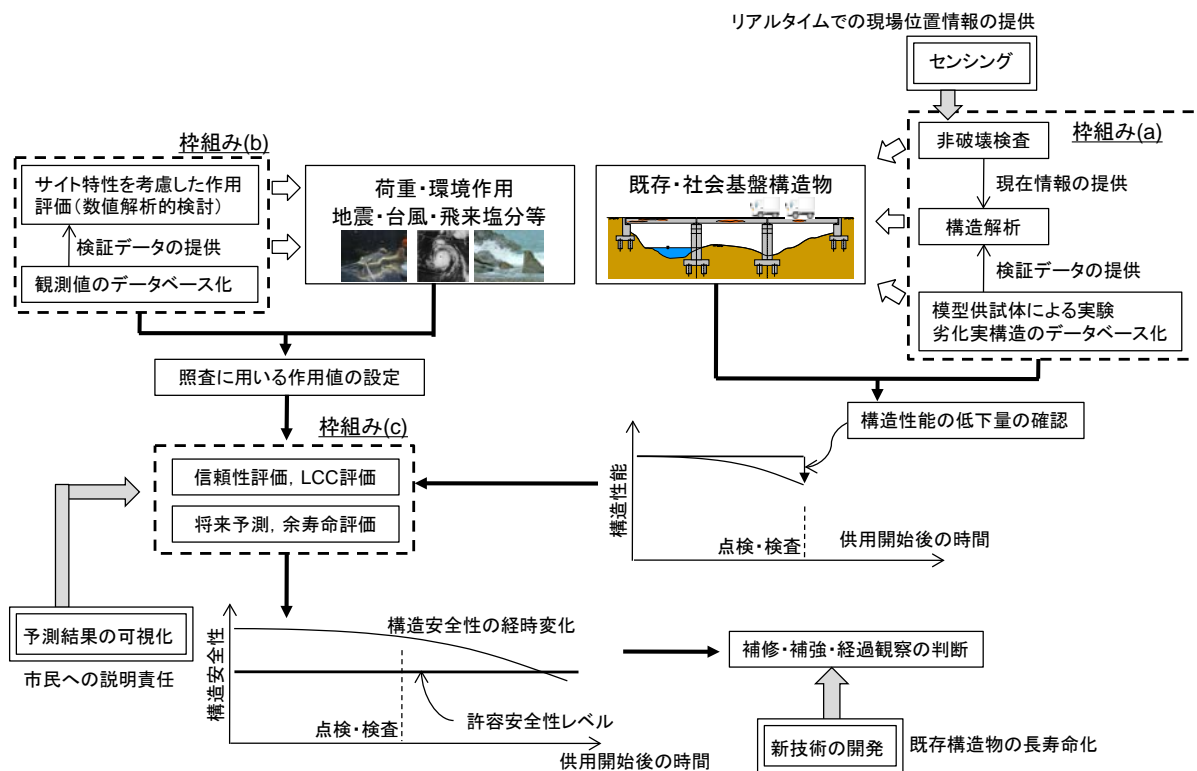 リアルタイムでの現場位置情報の提供
センシング
枠組み(a)
非破壊検査
現在情報の提供
構造解析
検証データの提供
模型供試体による実験
劣化実構造のデータベース化
枠組み(b)
サイト特性を考慮した作用
評価(数値解析的検討)
検証データの提供
観測値のデータベース化
荷重・環境作用
地震・台風・飛来塩分等
既存・社会基盤構造物
照査に用いる作用値の設定
構造性能の低下量の確認
枠組み(c)
信頼性評価, LCC評価
将来予測, 余寿命評価
構造性能
点検・検査
供用開始後の時間
予測結果の可視化
市民への説明責任
構造安全性
構造安全性の経時変化
点検・検査
許容安全性レベル
供用開始後の時間
補修・補強・経過観察の判断
新技術の開発
既存構造物の長寿命化